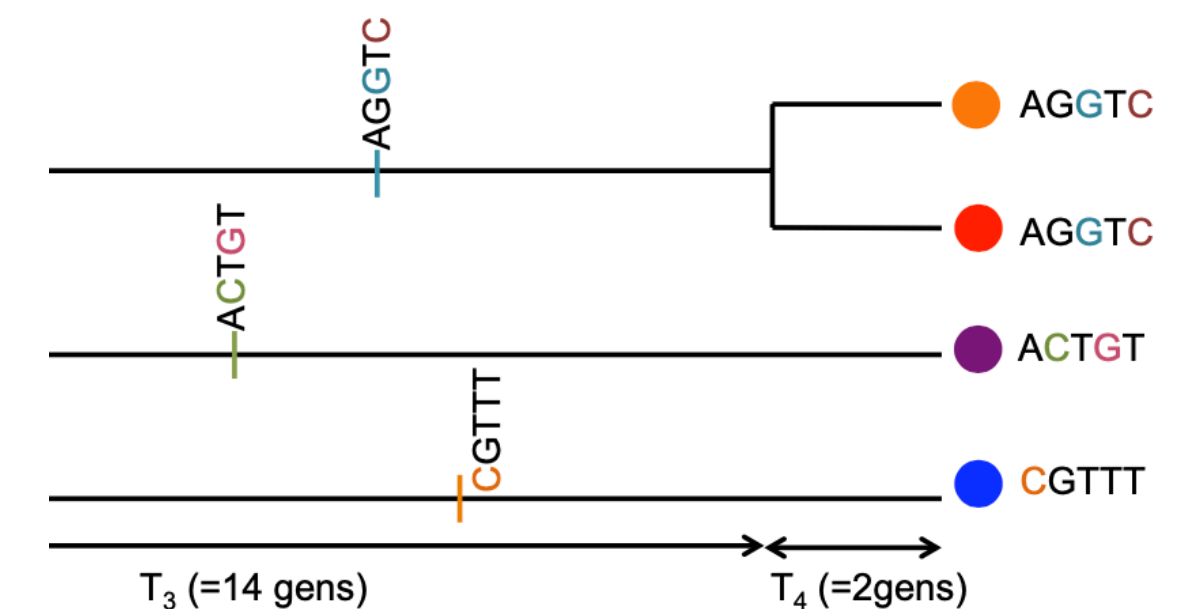 AGGTC
AGGTC
AGGTC
ACTGT
ACTGT
CGTTT
CGTTT
T₃ (=14 gens)
T₄ (=2gens)